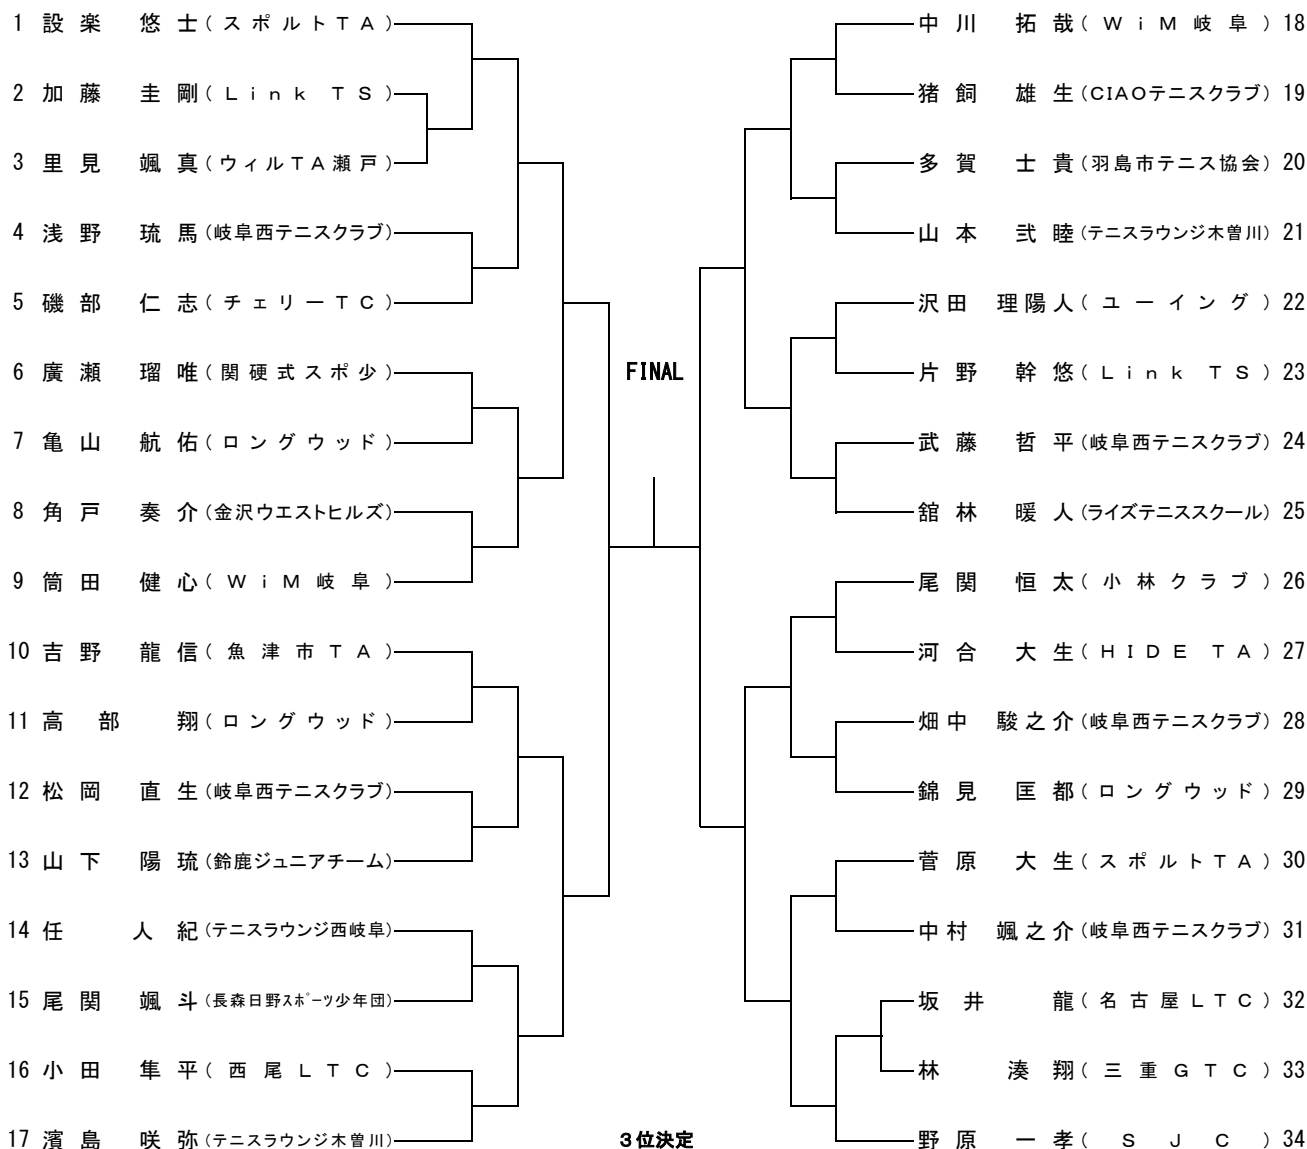 1 設楽 悠士(スポルトTA)
2 加藤 圭剛(Link TS)
3 里見 颯真(ウィルTA瀬戸)
4 浅野 琉馬(岐阜西テニスクラブ)
5 磯部 仁志(チェリーTC)
6 廣瀬 瑠唯(関硬式スポ少)
7 亀山 航佑(ロングウッド)
8 角戸 奏介(金沢ウエストヒルズ)
9 筒田 健心(WiM岐阜)
10 吉野 龍信(魚津市TA)
11 高部 翔(ロングウッド)
12 松岡 直生(岐阜西テニスクラブ)
13 山下 陽琉(鈴鹿ジュニアチーム)
14 任 人紀(テニスラウンジ西岐阜)
15 尾関 颯斗(長森日野ｽﾎﾟｰﾂ少年団)
16 小田 隼平(西尾LTC)
17 濱島 咲弥(テニスラウンジ木曽川)
FINAL
3位決定
中川 拓哉(WiM岐阜) 18
猪飼 雄生(CIAOテニスクラブ) 19
多賀 士貴(羽島市テニス協会) 20
山本 弐睦(テニスラウンジ木曽川) 21
沢田 理陽人(ユーイング) 22
片野 幹悠(Link TS) 23
武藤 哲平(岐阜西テニスクラブ) 24
舘林 暖人(ライズテニススクール) 25
尾関 恒太(小林クラブ) 26
河合 大生(HIDE TA) 27
畑中 駿之介(岐阜西テニスクラブ) 28
錦見 匡都(ロングウッド) 29
菅原 大生(スポルトTA) 30
中村 颯之介(岐阜西テニスクラブ) 31
坂井 龍(名古屋LTC) 32
林 湊翔(三重GTC) 33
野原 一孝(SJC) 34